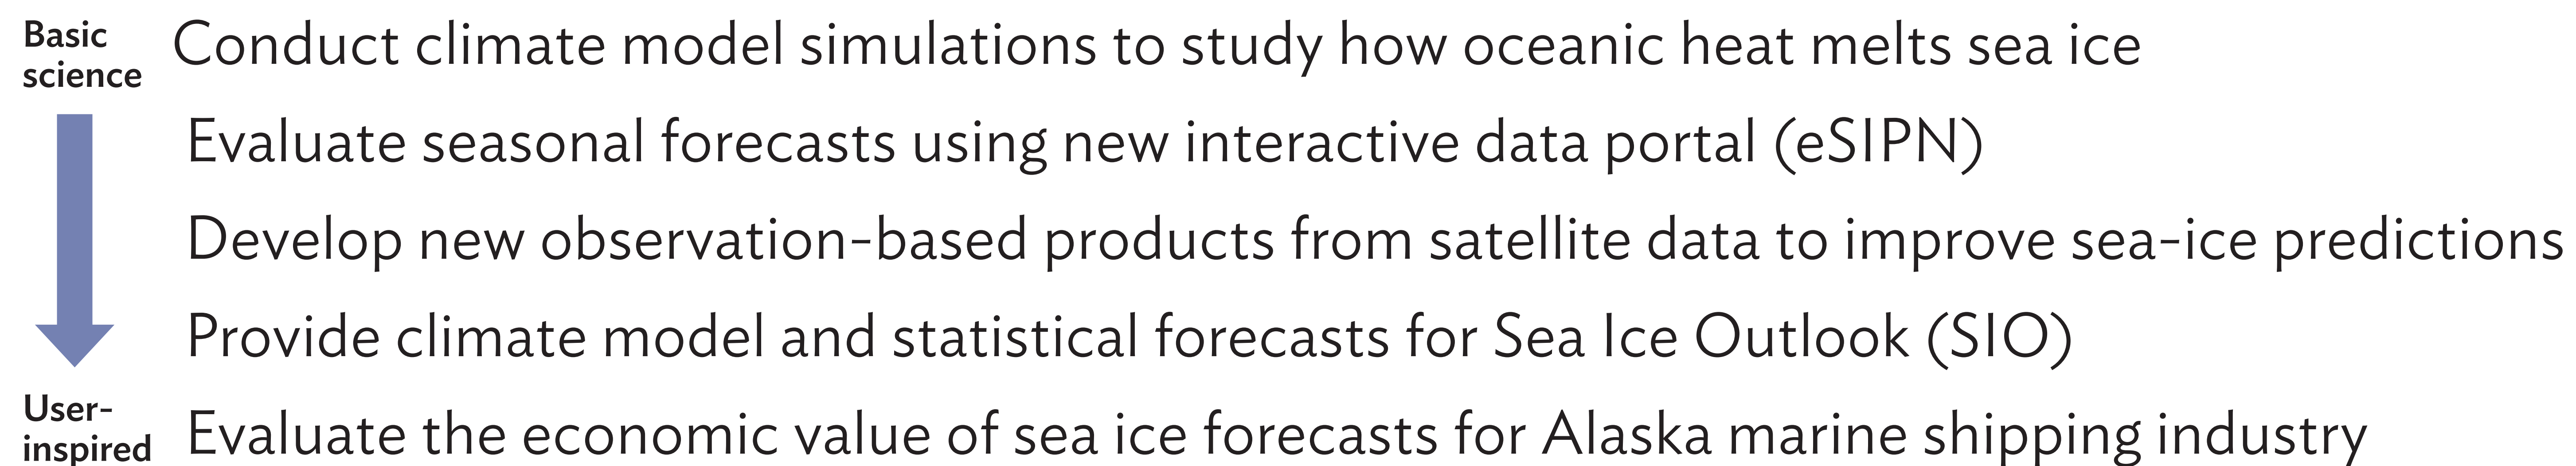 Basic
science
Conduct climate model simulations to study how oceanic heat melts sea ice
Evaluate seasonal forecasts using new interactive data portal (eSIPN)
Develop new observation-based products from satellite data to improve sea-ice predictions
Provide climate model and statistical forecasts for Sea Ice Outlook (SIO)
User-
inspired
Evaluate the economic value of sea ice forecasts for Alaska marine shipping industry